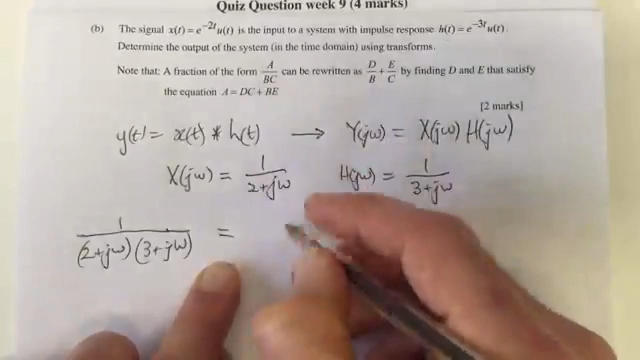 Quiz Question week 9 (4 marks)
(b) The signal x(t) = e^{-2t}u(t) is the input to a system with impulse response h(t) = e^{-3t}u(t).
Determine the output of the system (in the time domain) using transforms.
Note that: A fraction of the form A/BC can be rewritten as D/B + E/C by finding D and E that satisfy
the equation A = DC + BE
[2 marks]
y(t) = x(t) * h(t) → Y(jω) = X(jω) H(jω)
X(jω) = 1/(2+jω) H(jω) = 1/(3+jω)
1/((2+jω)(3+jω)) =